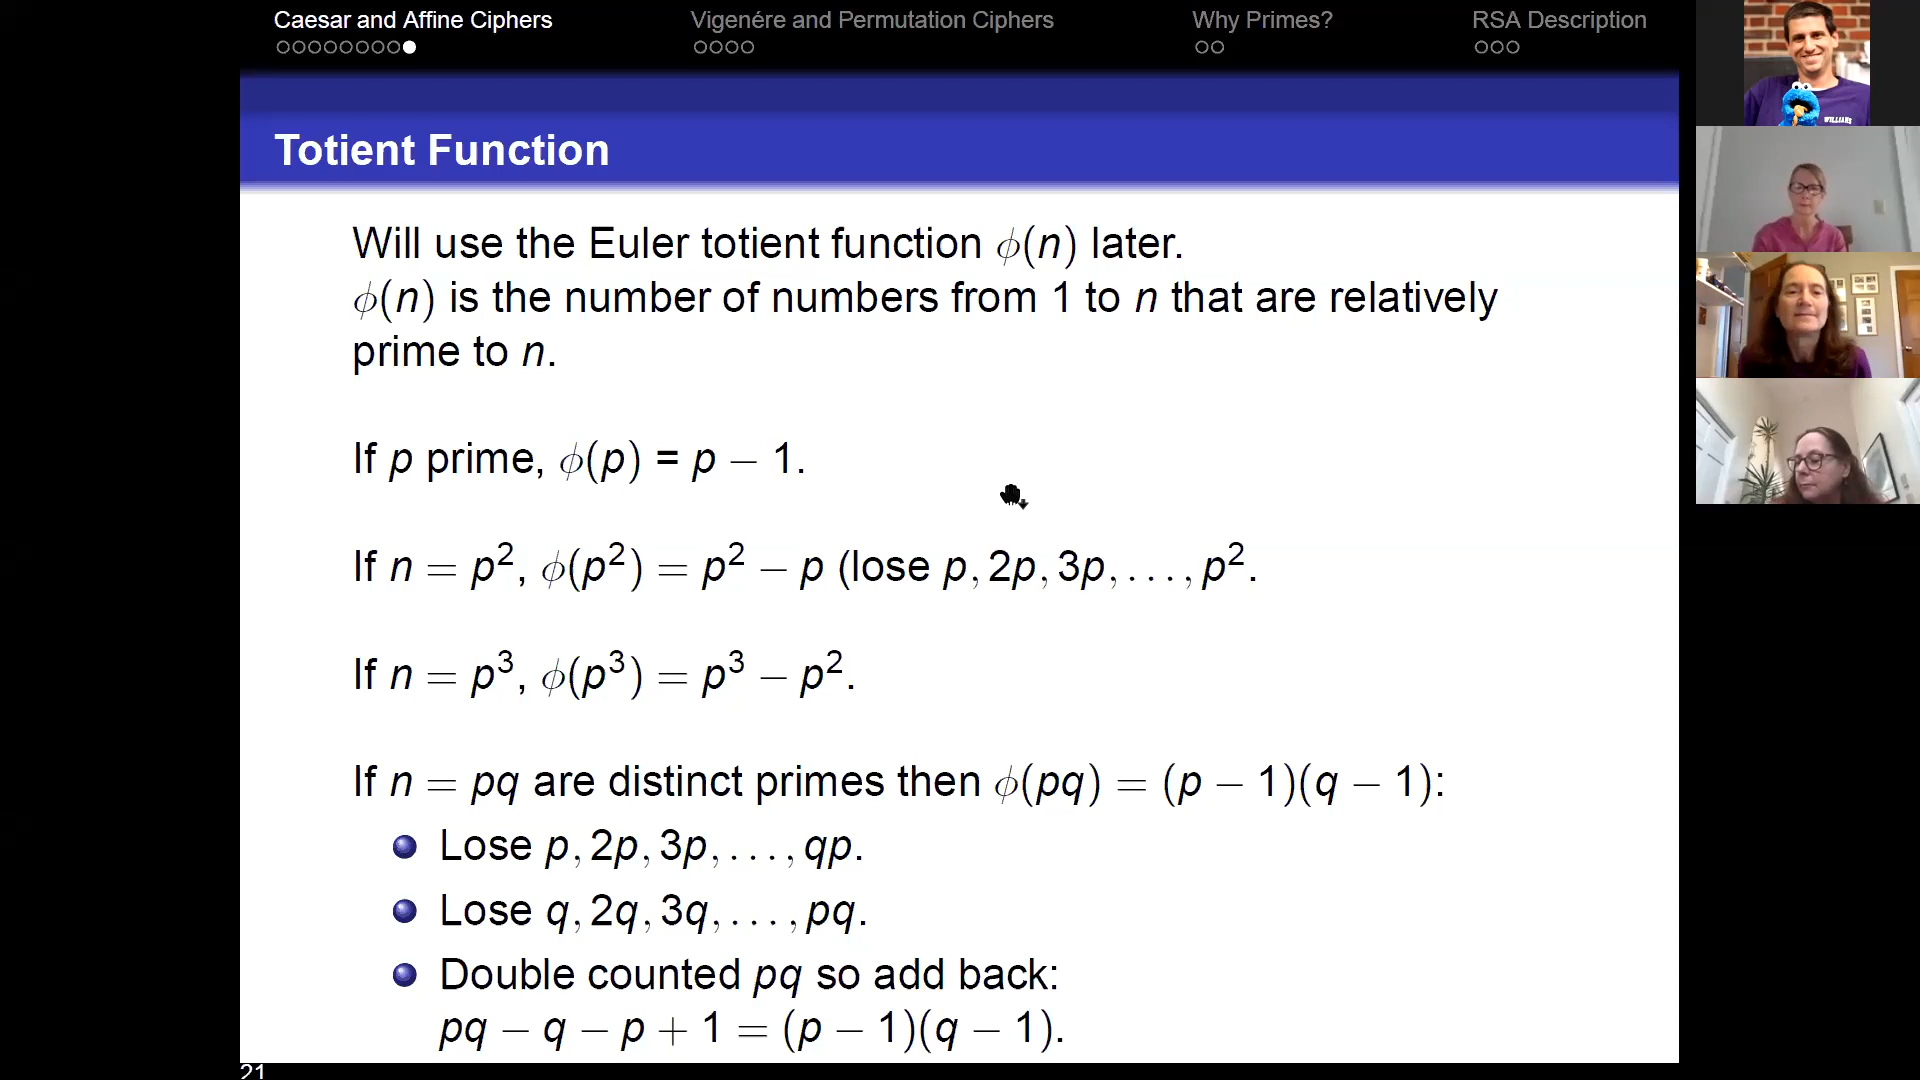 Caesar and Affine Ciphers
Vigenére and Permutation Ciphers
Why Primes?
RSA Description
Totient Function
Will use the Euler totient function ϕ(n) later.
ϕ(n) is the number of numbers from 1 to n that are relatively
prime to n.
If p prime, ϕ(p) = p − 1.
If n = p², ϕ(p²) = p² − p (lose p, 2p, 3p, . . . , p².
If n = p³, ϕ(p³) = p³ − p².
If n = pq are distinct primes then ϕ(pq) = (p − 1)(q − 1):
Lose p, 2p, 3p, . . . , qp.
Lose q, 2q, 3q, . . . , pq.
Double counted pq so add back:
pq − q − p + 1 = (p − 1)(q − 1).
21
WILLIAMS